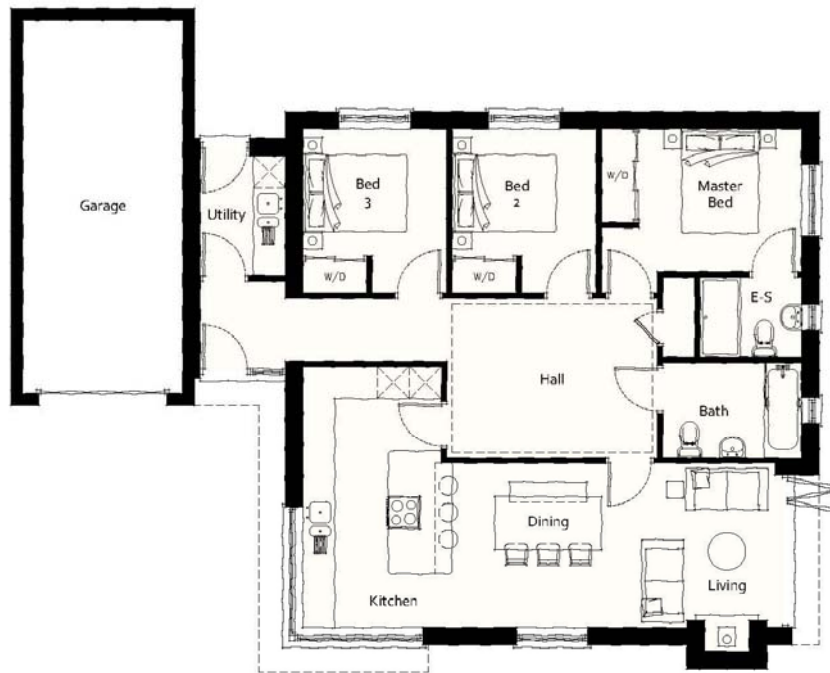 Garage
Utility
Bed
3
Bed
2
W/D
Master
Bed
W/D
W/D
E-S
Hall
Bath
Dining
Kitchen
Living